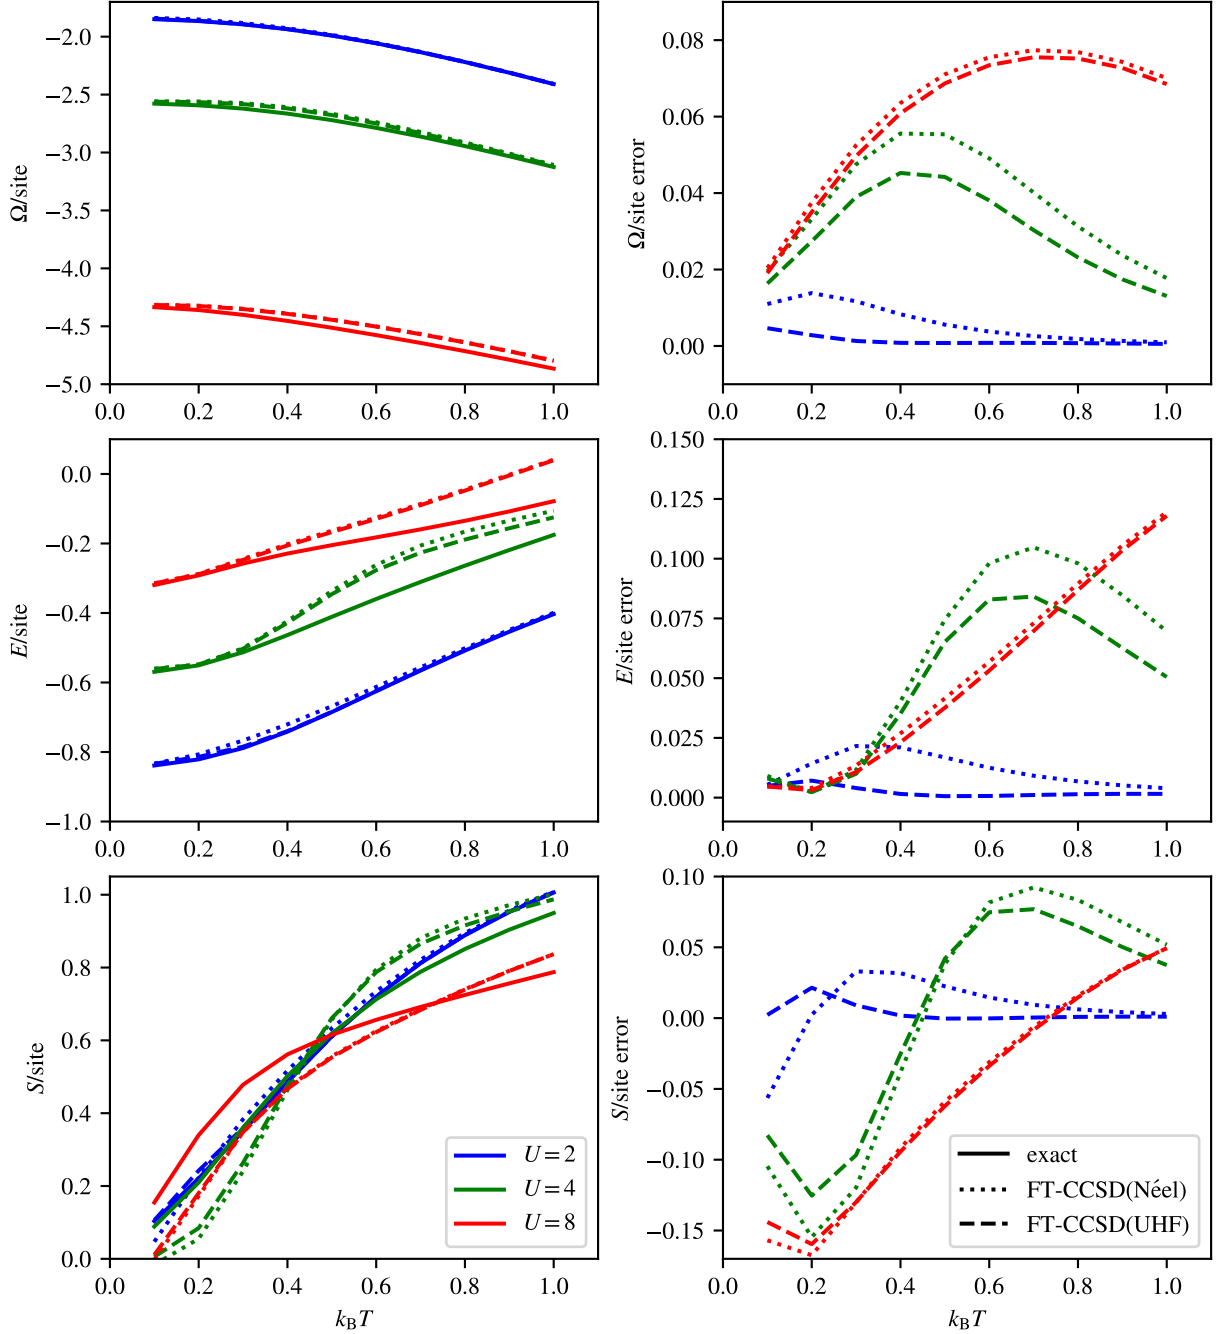 −2.0
−2.5
−3.0
−3.5
−4.0
−4.5
−5.0
Ω/site
0.0 0.2 0.4 0.6 0.8 1.0
0.08
0.06
0.04
0.02
0.00
Ω/site error
0.0 0.2 0.4 0.6 0.8 1.0
0.0
−0.2
−0.4
−0.6
−0.8
−1.0
E/site
0.0 0.2 0.4 0.6 0.8 1.0
0.150
0.125
0.100
0.075
0.050
0.025
0.000
E/site error
0.0 0.2 0.4 0.6 0.8 1.0
1.0
0.8
0.6
0.4
0.2
0.0
S/site
U = 2
U = 4
U = 8
0.0 0.2 0.4 0.6 0.8 1.0
k_B T
0.10
0.05
0.00
−0.05
−0.10
−0.15
S/site error
exact
FT-CCSD(Néel)
FT-CCSD(UHF)
0.0 0.2 0.4 0.6 0.8 1.0
k_B T